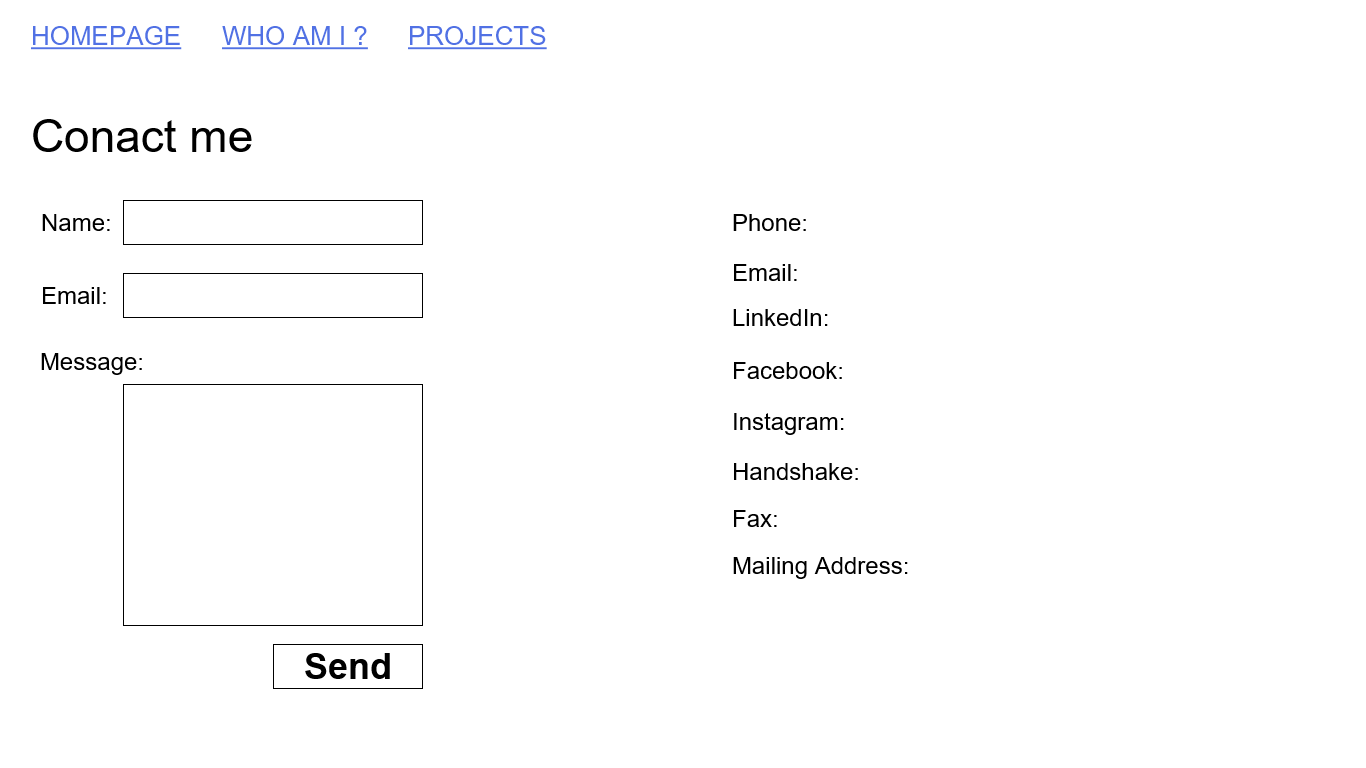 HOMEPAGE WHO AM I ? PROJECTS
Conact me
Name:
Email:
Message:
Send
Phone:
Email:
LinkedIn:
Facebook:
Instagram:
Handshake:
Fax:
Mailing Address: